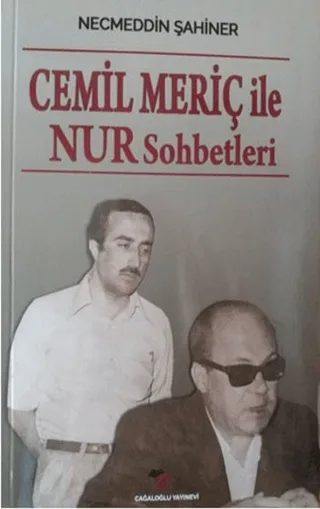 NECMEDDİN ŞAHİNER
CEMİL MERİÇ ile
NUR Sohbetleri
ÇAĞALOĞLU YAYINEVİ